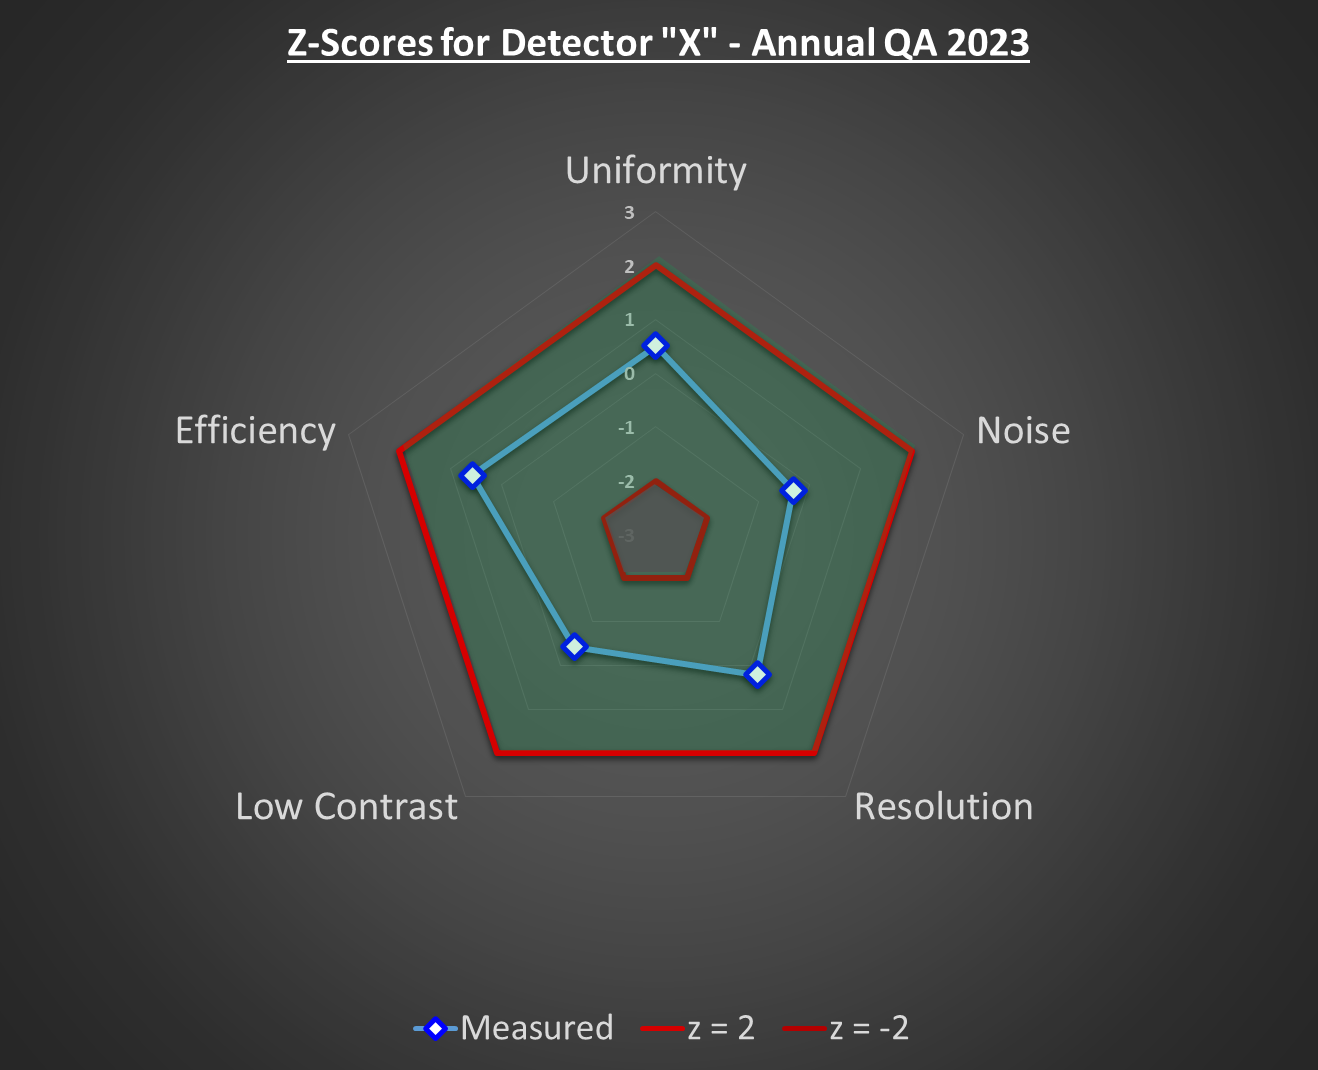 Z-Scores for Detector "X" - Annual QA 2023
Uniformity
3
2
1
0
-1
-2
-3
Efficiency
Noise
Low Contrast
Resolution
Measured z = 2 z = -2